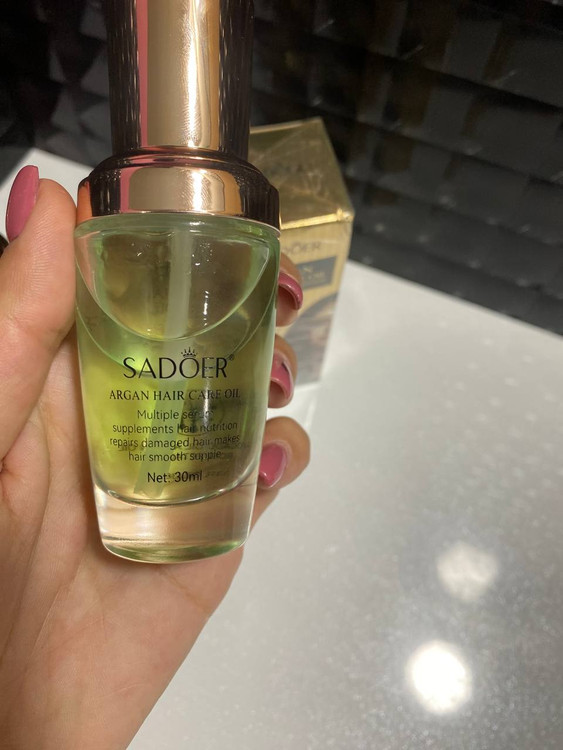 SADOER®
ARGAN HAIR CARE OIL
Multiple serum
supplements hair nutrition
repairs damaged hair makes
hair smooth supple
Net: 30ml